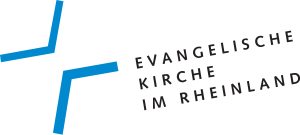 EVANGELISCHE
KIRCHE
IM RHEINLAND